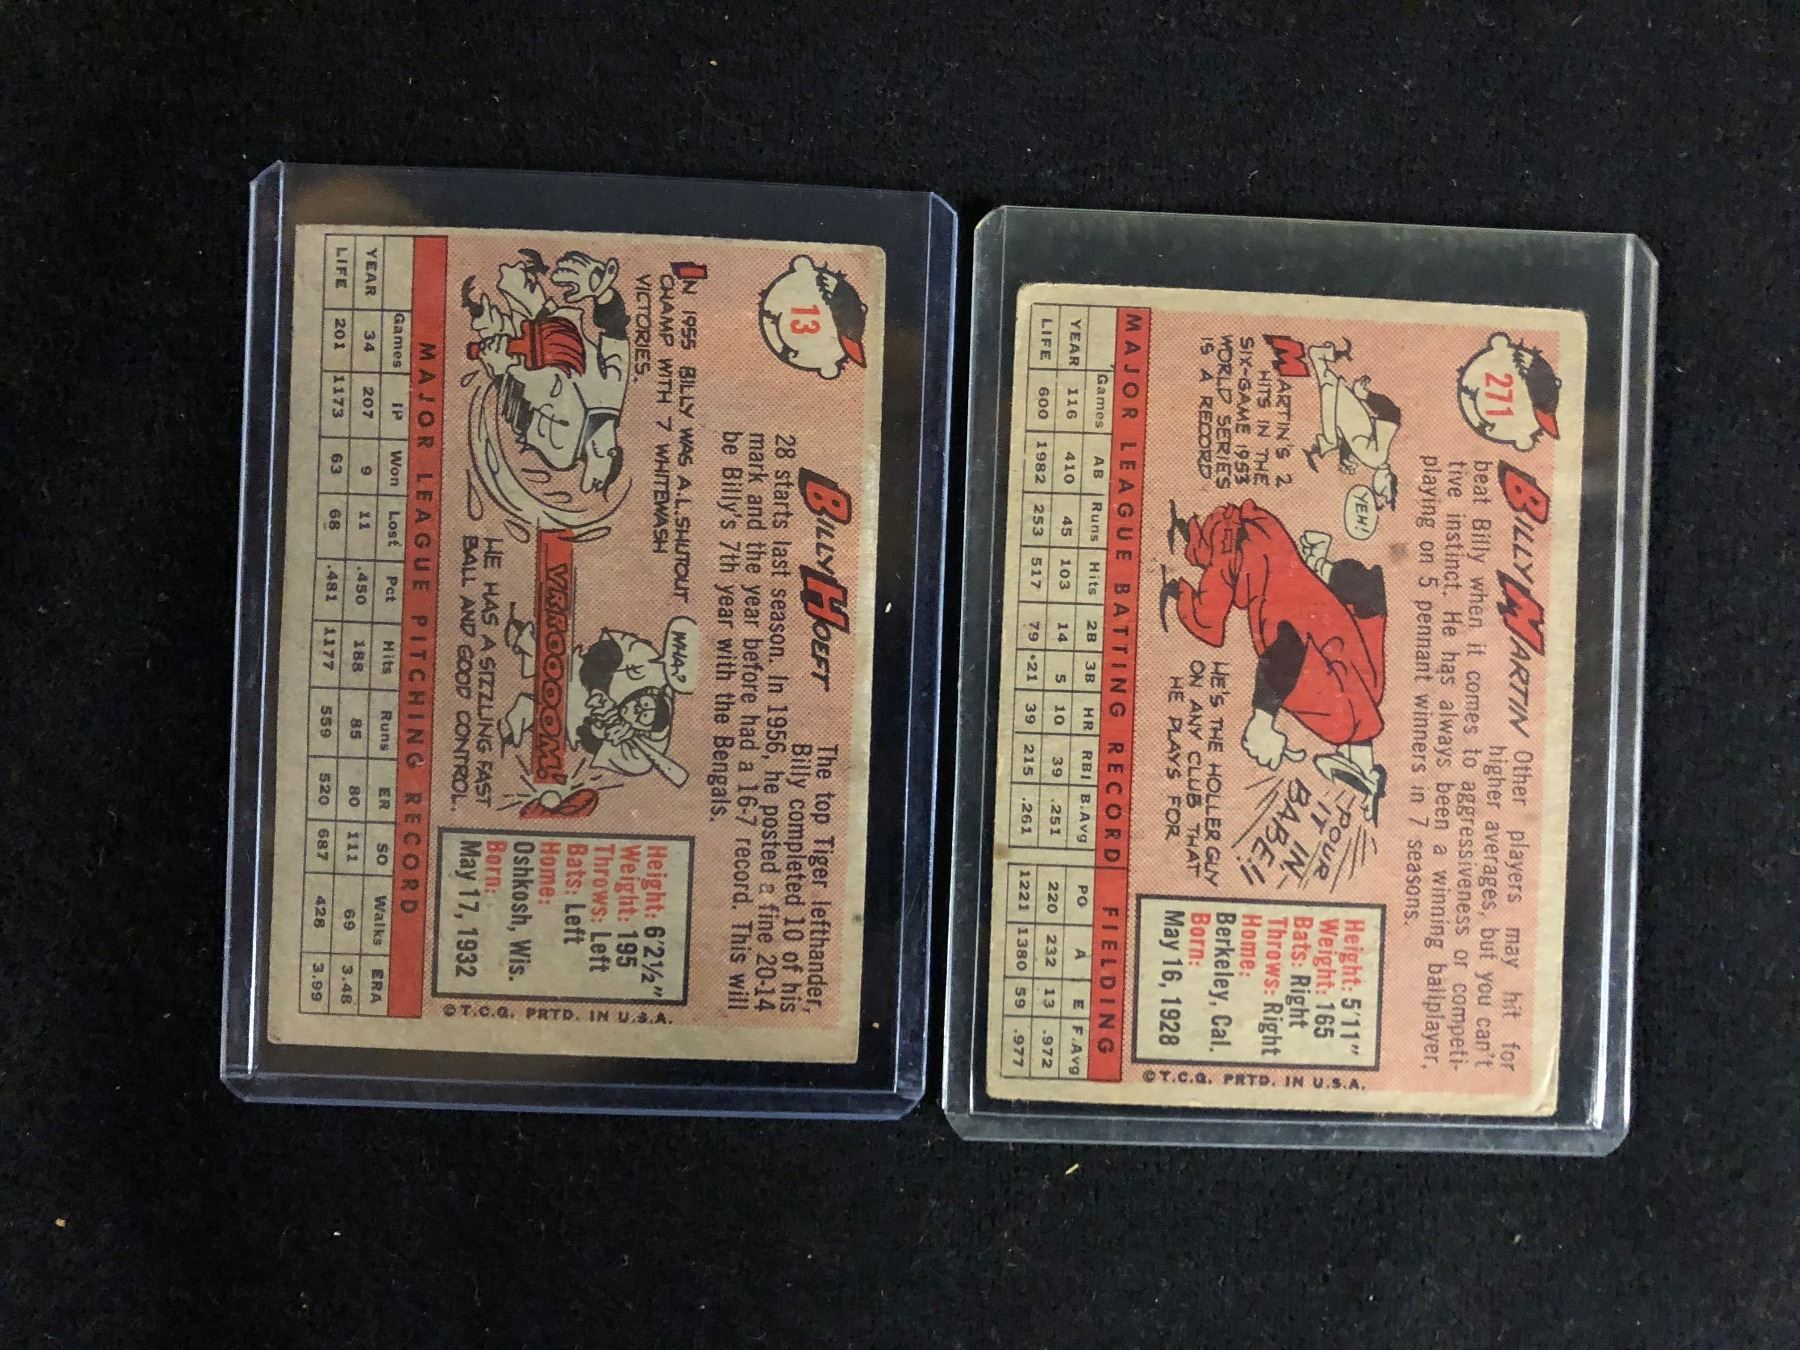 13
BILLY HOEFT
The top Tiger lefthander,
Billy completed 10 of his
28 starts last season. In 1956, he posted a fine 20-14
mark and the year before had a 16-7 record. This will
be Billy's 7th year with the Bengals.
IN 1955 BILLY WAS A.L. SHUTOUT
CHAMP WITH 7 WHITEWASH
VICTORIES.
WHA?
VKROOOOM!
HE HAS A SIZZLING FAST
BALL AND GOOD CONTROL.
Height: 6'2½"
Weight: 195
Throws: Left
Bats: Left
Home:
Oshkosh, Wis.
Born:
May 17, 1932
©T.C.G. PRTD. IN U.S.A.
MAJOR LEAGUE PITCHING RECORD
Games IP Won Lost Pct Hits Runs ER SO Walks ERA
YEAR 34 207 9 11 .450 188 85 80 111 69 3.48
LIFE 201 1173 63 68 .481 1177 559 520 687 428 3.99
271
BILLY MARTIN
Other players may hit for
higher averages, but you can't
beat Billy when it comes to aggressiveness or competi-
tive instinct. He has always been a winning ballplayer,
playing on 5 pennant winners in 7 seasons.
MARTIN'S 2
HITS IN THE
SIX-GAME 1953
WORLD SERIES
IS A RECORD
YEH!
POUR
IT IN
BABE!!
HE'S THE HOLLER GUY
ON ANY CLUB THAT
HE PLAYS FOR
Height: 5'11"
Weight: 165
Bats: Right
Throws: Right
Home:
Berkeley, Cal.
Born:
May 16, 1928
©T.C.G. PRTD. IN U.S.A.
MAJOR LEAGUE BATTING RECORD FIELDING
Games AB Runs Hits 2B 3B HR RBI B.Avg PO A E F.Avg
YEAR 116 410 45 103 14 5 10 39 .251 220 232 13 .972
LIFE 600 1982 253 517 79 21 39 215 .261 1221 1380 59 .977